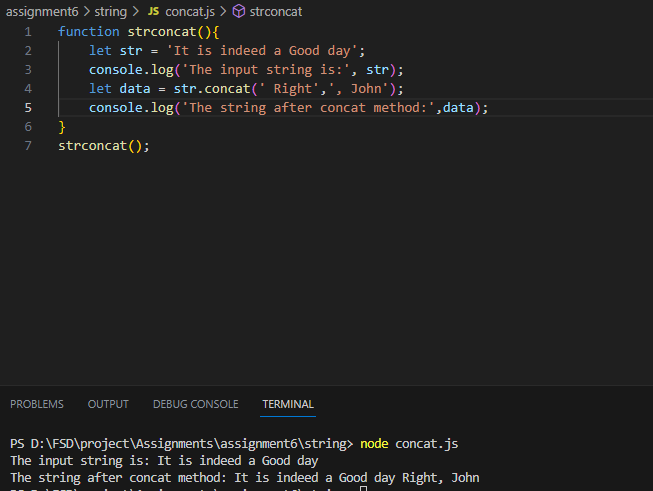 assignment6 > string > JS concat.js > strconcat
1 function strconcat(){
2     let str = 'It is indeed a Good day';
3     console.log('The input string is:', str);
4     let data = str.concat(' Right',', John');
5     console.log('The string after concat method:',data);
6 }
7 strconcat();
PROBLEMS OUTPUT DEBUG CONSOLE TERMINAL
PS D:\FSD\project\Assignments\assignment6\string> node concat.js
The input string is: It is indeed a Good day
The string after concat method: It is indeed a Good day Right, John